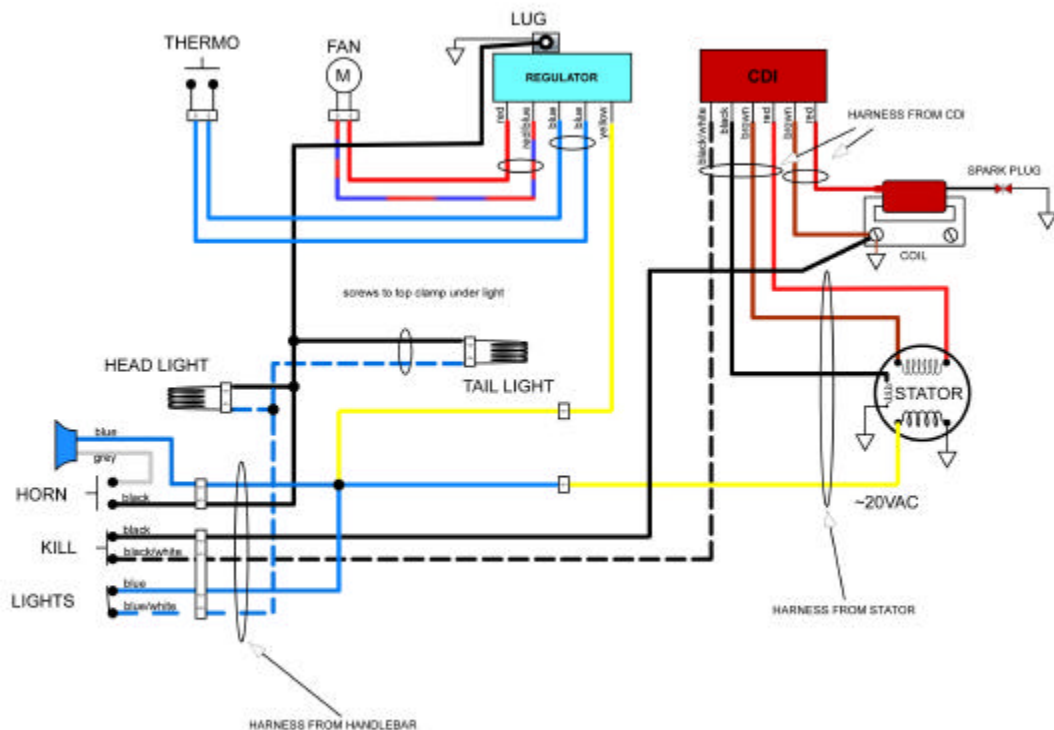 LUG
THERMO
FAN
M
REGULATOR
CDI
red
red/blue
blue
blue
yellow
black/white
black
brown
red
brown
red
HARNESS FROM CDI
SPARK PLUG
COIL
screws to top clamp under light
HEAD LIGHT
TAIL LIGHT
STATOR
blue
grey
HORN
black
~20VAC
black
KILL
black/white
blue
LIGHTS
blue/white
HARNESS FROM STATOR
HARNESS FROM HANDLEBAR